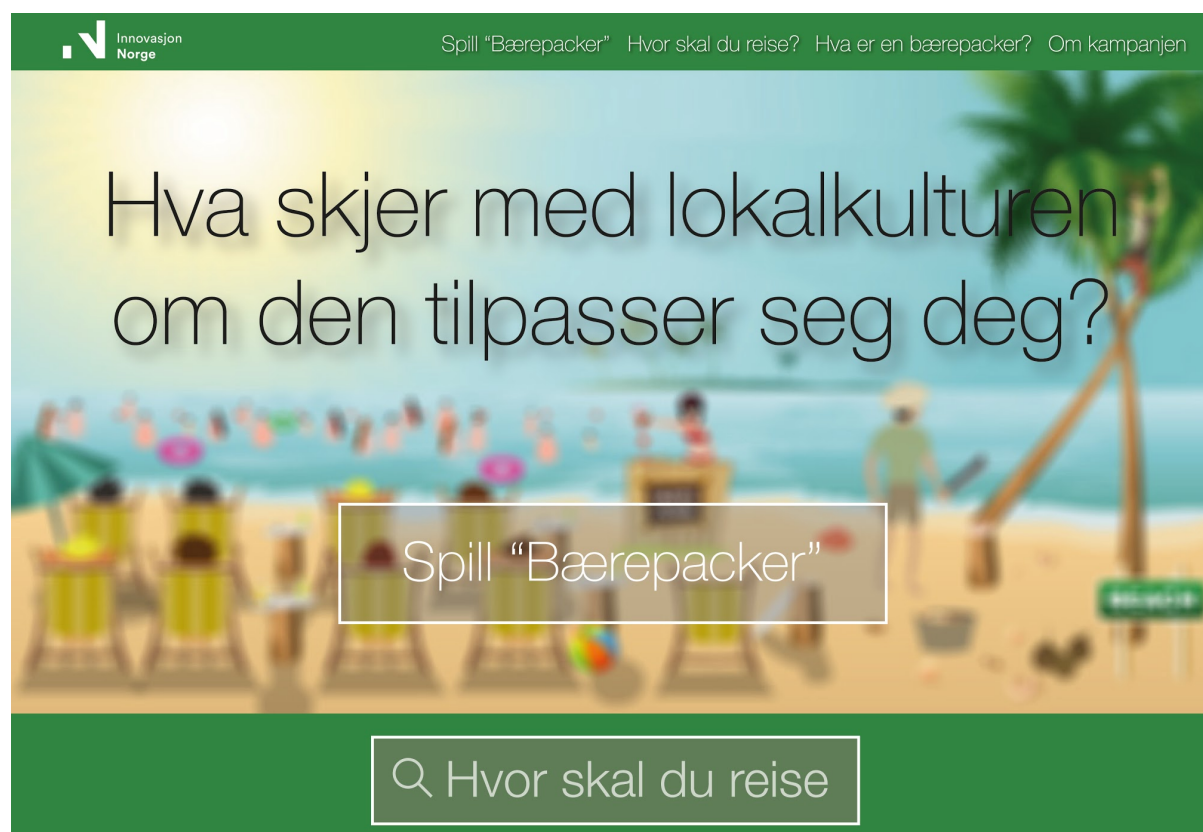 Innovasjon
Norge
Spill “Bærepacker” Hvor skal du reise? Hva er en bærepacker? Om kampanjen
Hva skjer med lokalkulturen
om den tilpasser seg deg?
Spill “Bærepacker”
BEACH
Hvor skal du reise